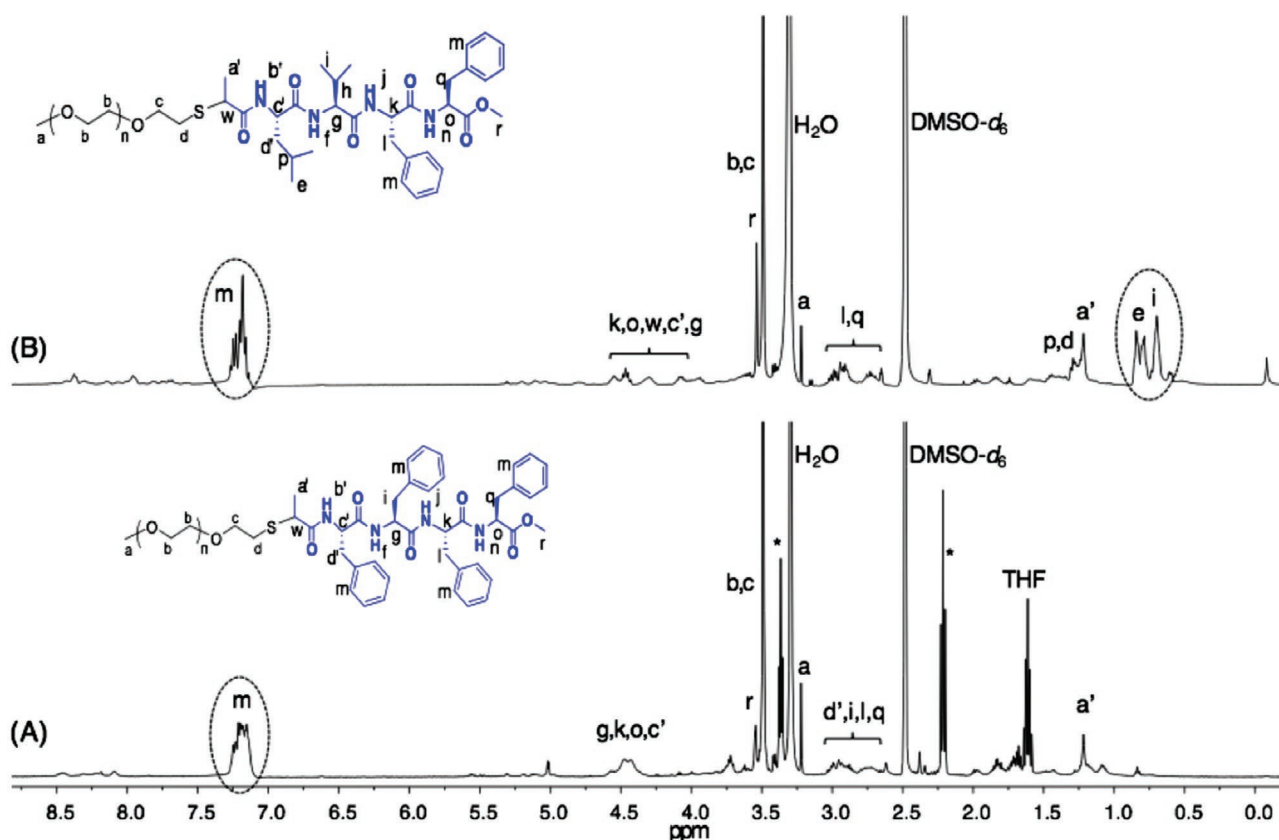 i
m
a'
b'
H
N
O
h
H
N
j
O
q
O
c
S
b
O
O
w
N
H
f
c'
g
N
H
k
n
o
O
r
a
b
n
d
O
d'
O
l
O
p
m
e
H2O
DMSO-d6
b,c
r
m
a
k,o,w,c',g
l,q
p,d
a'
e
i
(B)
m
m
a'
b'
H
N
O
i
H
N
j
O
q
O
c
S
b
O
O
w
N
H
f
c'
g
N
H
k
n
o
O
r
a
b
n
d
O
d'
O
l
O
m
m
H2O
DMSO-d6
*
*
b,c
THF
r
a
m
g,k,o,c'
d',i,l,q
a'
(A)
8.5 8.0 7.5 7.0 6.5 6.0 5.5 5.0 4.5 4.0 3.5 3.0 2.5 2.0 1.5 1.0 0.5 0.0
ppm